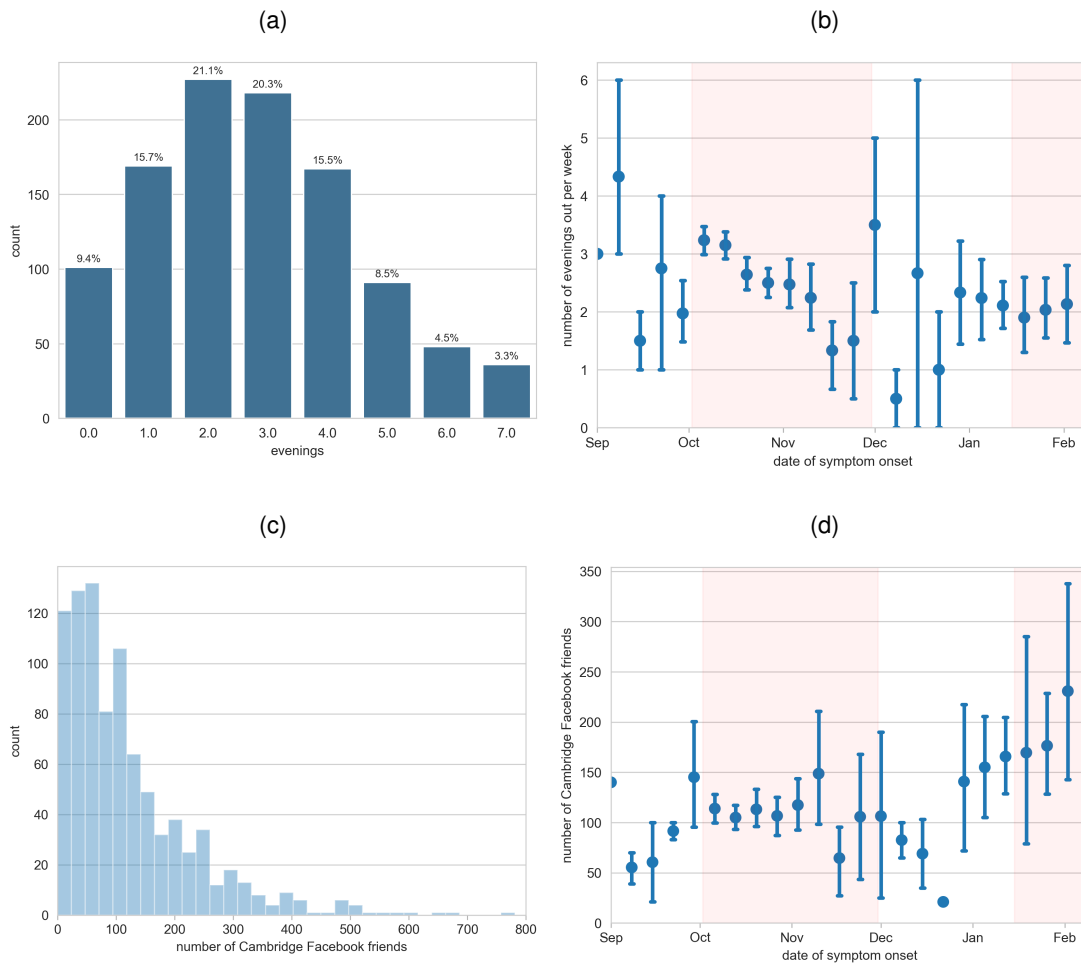 (a)
21.1%
20.3%
15.7%
15.5%
9.4%
8.5%
4.5%
3.3%
200
150
100
50
0
count
0.0 1.0 2.0 3.0 4.0 5.0 6.0 7.0
evenings
(b)
6
5
4
3
2
1
0
number of evenings out per week
Sep Oct Nov Dec Jan Feb
date of symptom onset
(c)
120
100
80
60
40
20
0
count
0 100 200 300 400 500 600 700 800
number of Cambridge Facebook friends
(d)
350
300
250
200
150
100
50
0
number of Cambridge Facebook friends
Sep Oct Nov Dec Jan Feb
date of symptom onset